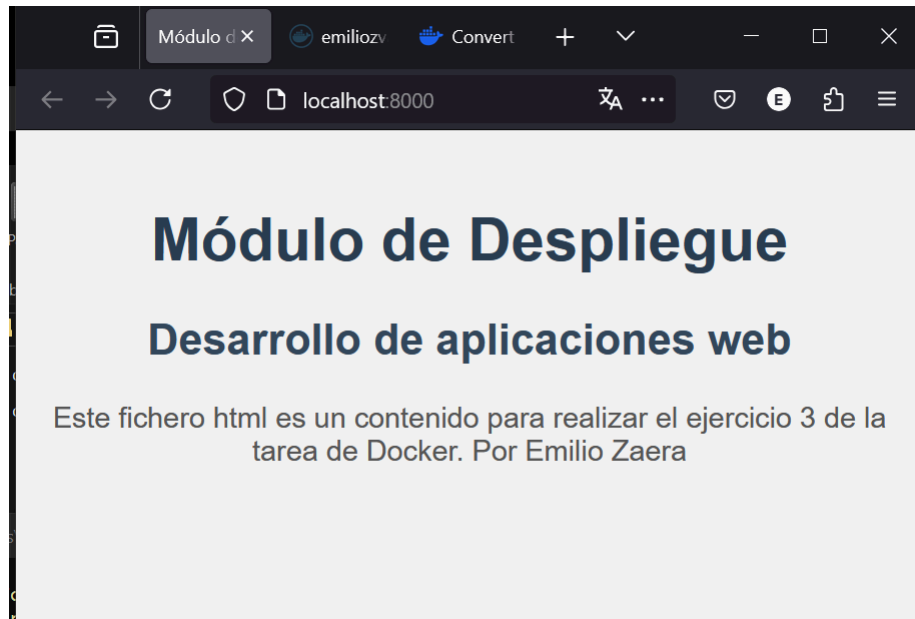 Módulo d
emiliozv
Convert
localhost:8000
E
Módulo de Despliegue
Desarrollo de aplicaciones web
Este fichero html es un contenido para realizar el ejercicio 3 de la
tarea de Docker. Por Emilio Zaera